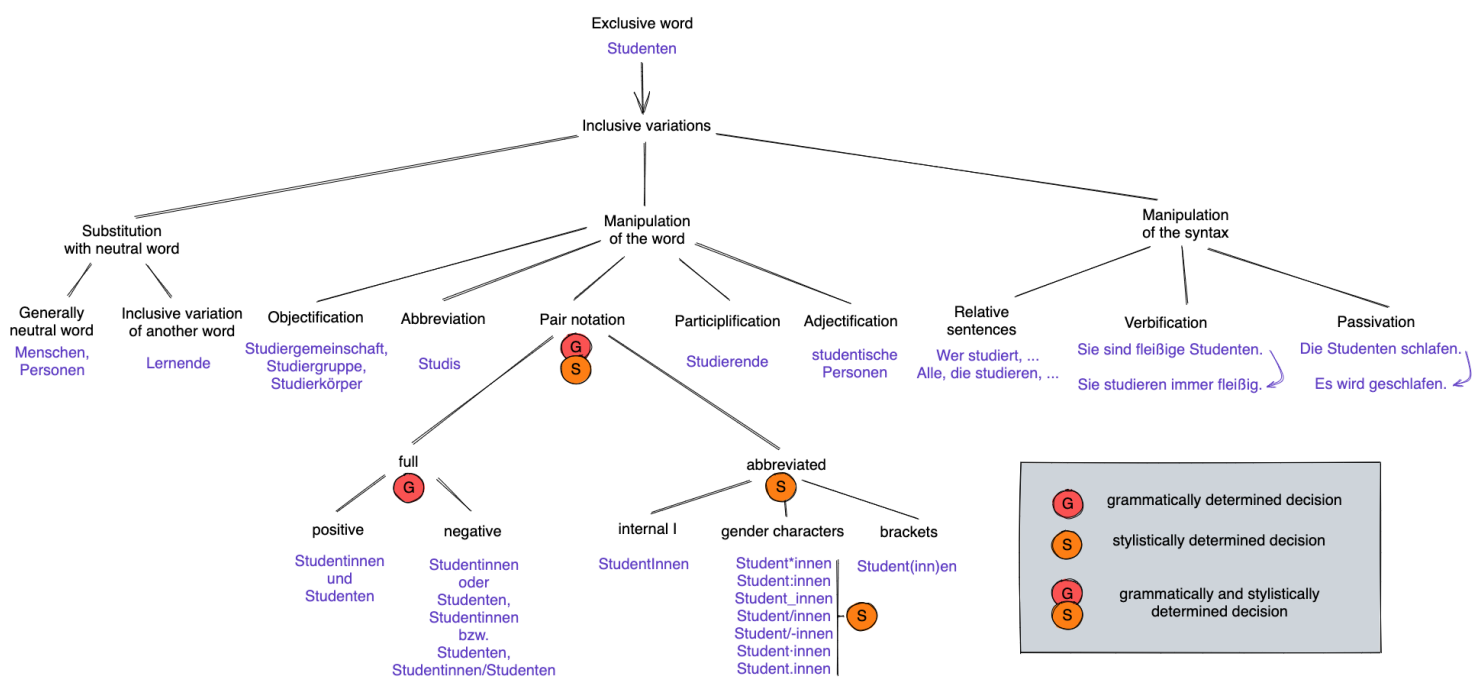 Exclusive word
Studenten
Inclusive variations
Substitution
with neutral word
Manipulation
of the word
Manipulation
of the syntax
Generally
neutral word
Menschen,
Personen
Inclusive variation
of another word
Lernende
Objectification
Studiergemeinschaft,
Studiergruppe,
Studierkörper
Abbreviation
Studis
Pair notation
G
S
Participlification
Studierende
Adjectification
studentische
Personen
Relative
sentences
Wer studiert, ...
Alle, die studieren, ...
Verbification
Sie sind fleißige Studenten.
Sie studieren immer fleißig.
Passivation
Die Studenten schlafen.
Es wird geschlafen.
full
G
abbreviated
S
positive
Studentinnen
und
Studenten
negative
Studentinnen
oder
Studenten,
Studentinnen
bzw.
Studenten,
Studentinnen/Studenten
internal I
StudentInnen
gender characters
Student*innen
Student:innen
Student_innen
Student/innen
Student/-innen
Student·innen
Student.innen
S
brackets
Student(inn)en
G grammatically determined decision
S stylistically determined decision
G grammatically and stylistically
S determined decision